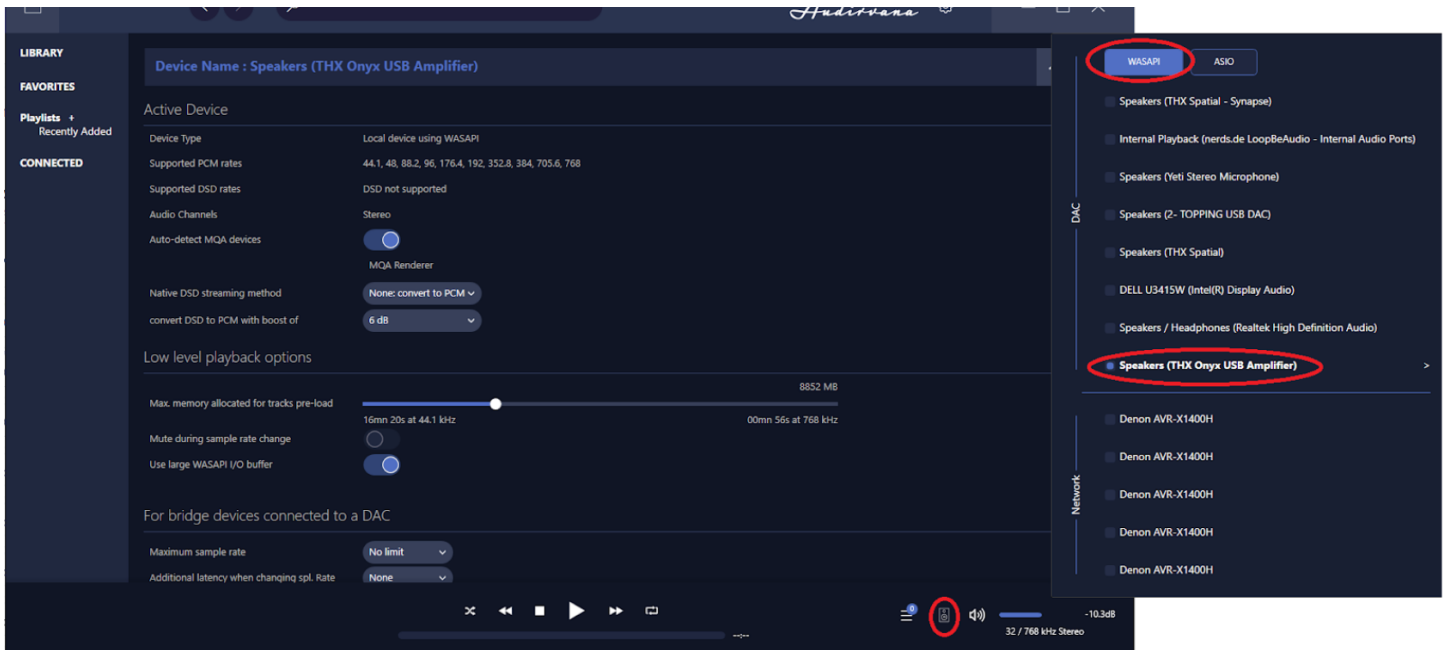 Audirvana
LIBRARY
FAVORITES
Playlists +
Recently Added
CONNECTED
Device Name : Speakers (THX Onyx USB Amplifier)
Active Device
Device Type Local device using WASAPI
Supported PCM rates 44.1, 48, 88.2, 96, 176.4, 192, 352.8, 384, 705.6, 768
Supported DSD rates DSD not supported
Audio Channels Stereo
Auto-detect MQA devices
MQA Renderer
Native DSD streaming method None: convert to PCM
convert DSD to PCM with boost of 6 dB
Low level playback options
8852 MB
Max. memory allocated for tracks pre-load
16mn 20s at 44.1 kHz 00mn 56s at 768 kHz
Mute during sample rate change
Use large WASAPI I/O buffer
For bridge devices connected to a DAC
Maximum sample rate No limit
Additional latency when changing spl. Rate None
0
--:--
-10.3dB
32 / 768 kHz Stereo
WASAPI ASIO
DAC
Speakers (THX Spatial - Synapse)
Internal Playback (nerds.de LoopBeAudio - Internal Audio Ports)
Speakers (Yeti Stereo Microphone)
Speakers (2- TOPPING USB DAC)
Speakers (THX Spatial)
DELL U3415W (Intel(R) Display Audio)
Speakers / Headphones (Realtek High Definition Audio)
Speakers (THX Onyx USB Amplifier) >
Network
Denon AVR-X1400H
Denon AVR-X1400H
Denon AVR-X1400H
Denon AVR-X1400H
Denon AVR-X1400H